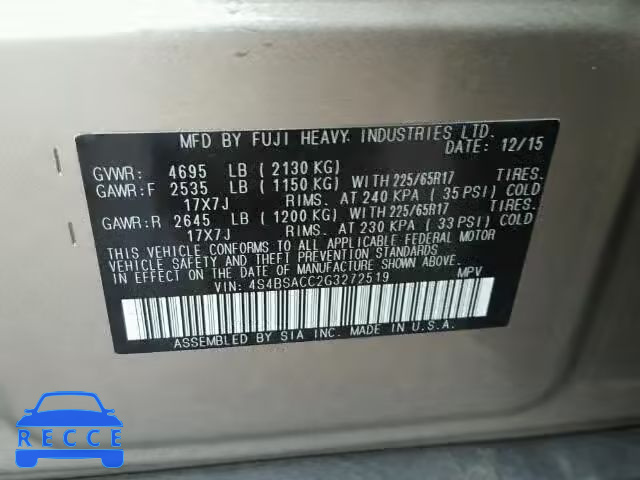 MFD BY FUJI HEAVY INDUSTRIES LTD.
DATE: 12/15
GVWR: 4695 LB (2130 KG)
GAWR:F 2535 LB (1150 KG) WITH 225/65R17 TIRES.
17X7J RIMS. AT 240 KPA (35 PSI) COLD
GAWR:R 2645 LB (1200 KG) WITH 225/65R17 TIRES.
17X7J RIMS. AT 230 KPA (33 PSI) COLD
THIS VEHICLE CONFORMS TO ALL APPLICABLE FEDERAL MOTOR
VEHICLE SAFETY AND THEFT PREVENTION STANDARDS
IN EFFECT ON THE DATE OF MANUFACTURE SHOWN ABOVE.
VIN: 4S4BSACC2G3272519 MPV
ASSEMBLED BY SIA INC. MADE IN U.S.A.
RECCE